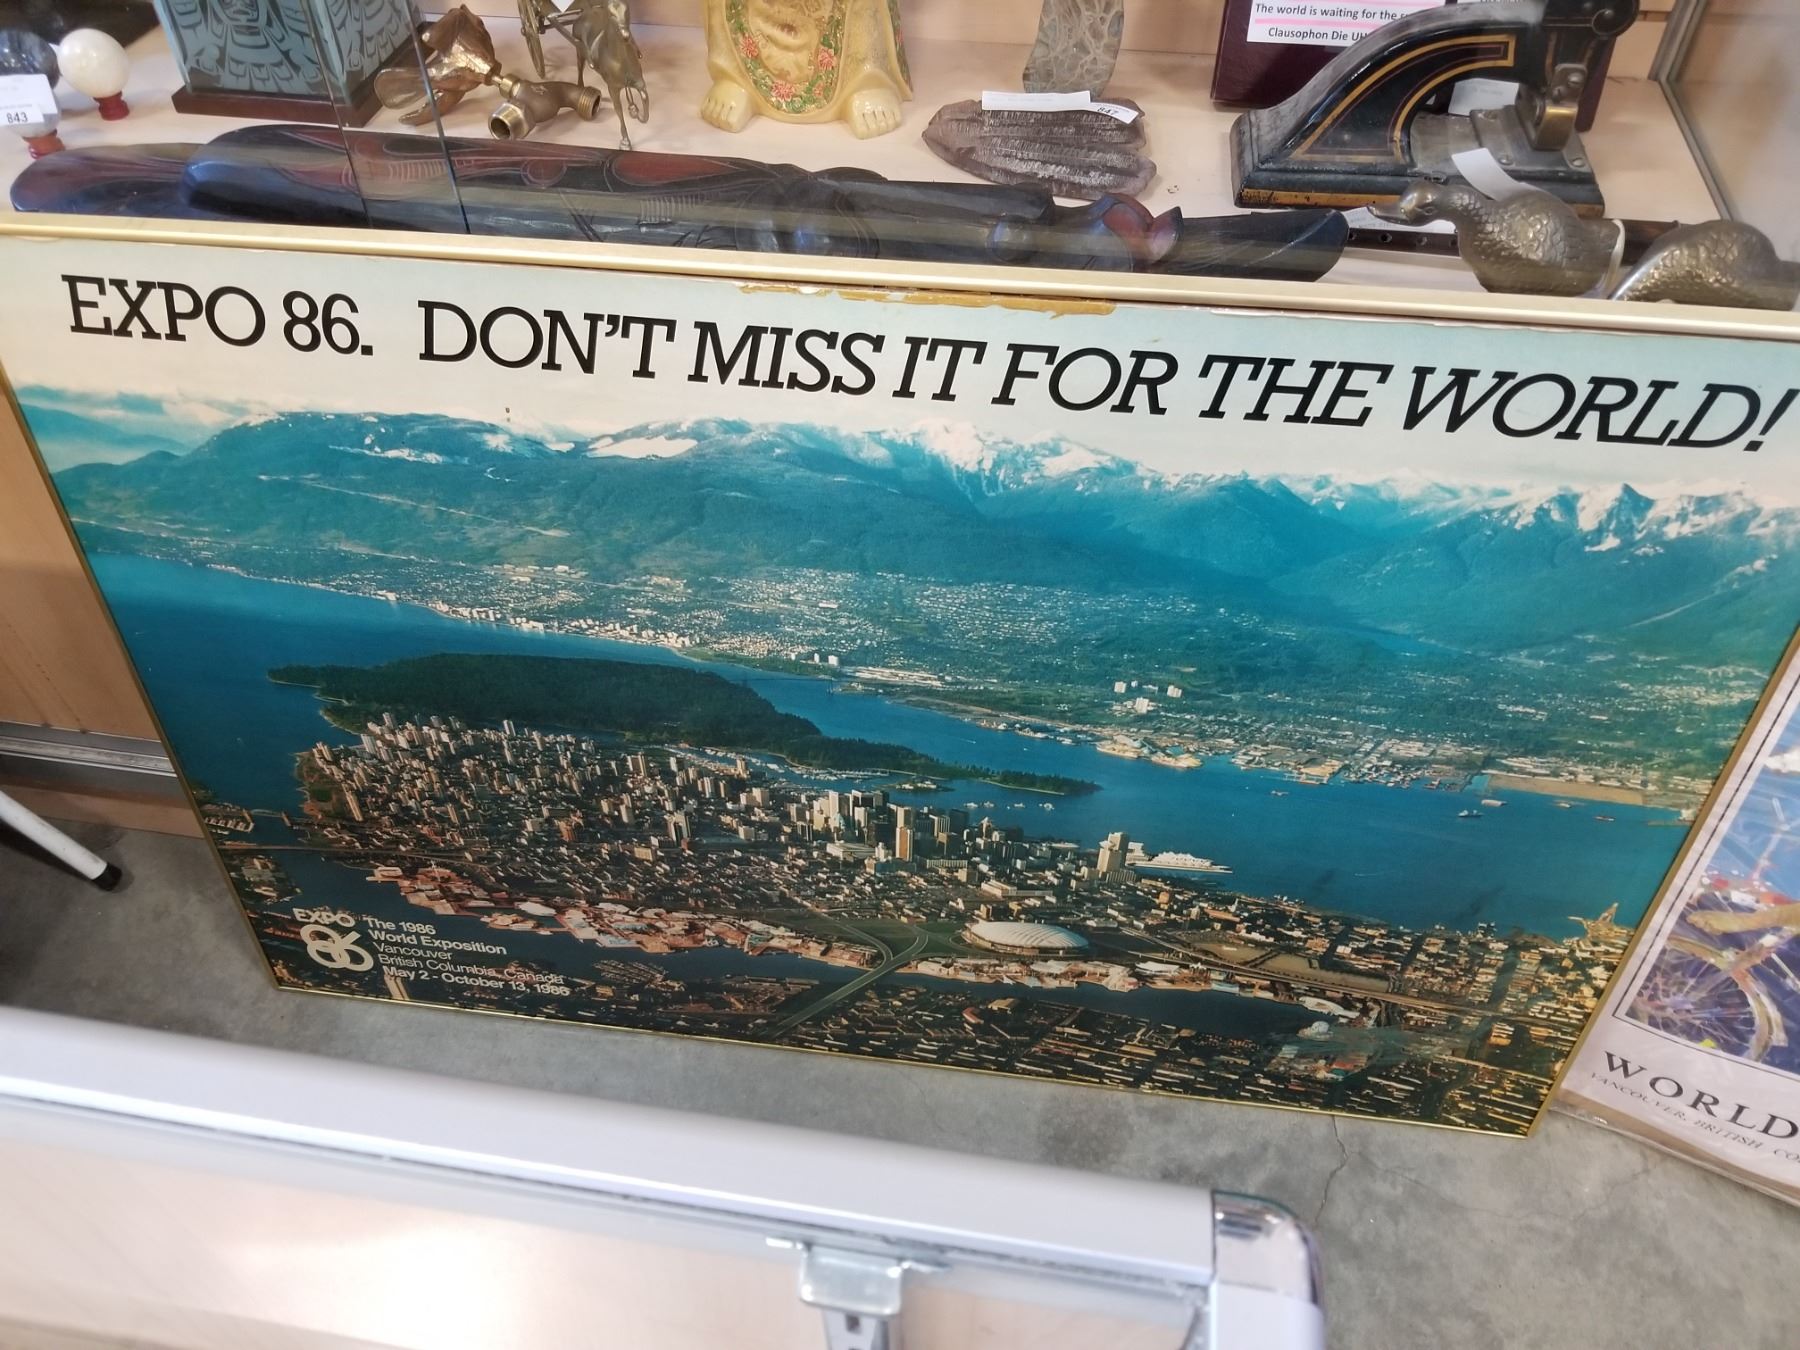 The world is waiting for the
Clausophon Die
843
847
EXPO 86. DON'T MISS IT FOR THE WORLD!
EXPO
86
The 1986
World Exposition
Vancouver
British Columbia, Canada
May 2 - October 13, 1986
WORLD
VANCOUVER, BRITISH